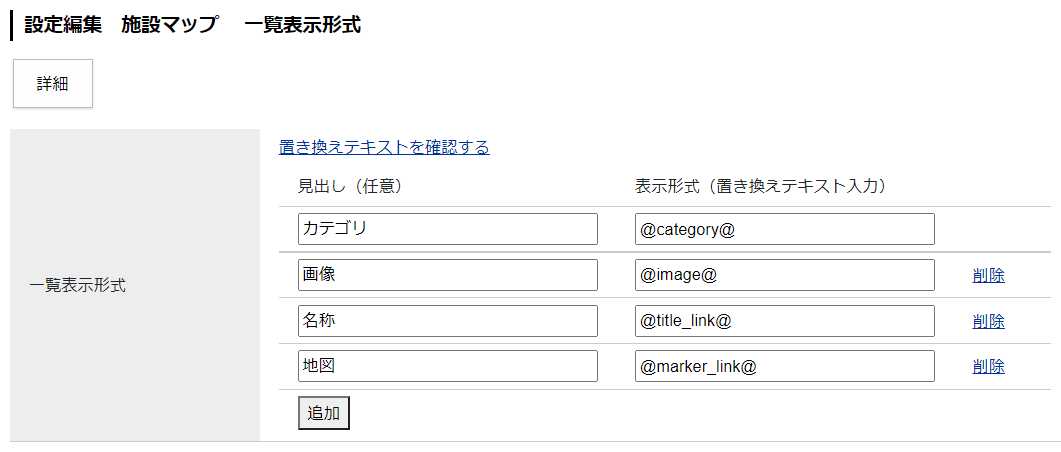 設定編集　施設マップ　一覧表示形式
詳細
置き換えテキストを確認する
見出し（任意） 表示形式（置き換えテキスト入力）
カテゴリ @category@
画像 @image@ 削除
一覧表示形式
名称 @title_link@ 削除
地図 @marker_link@ 削除
追加